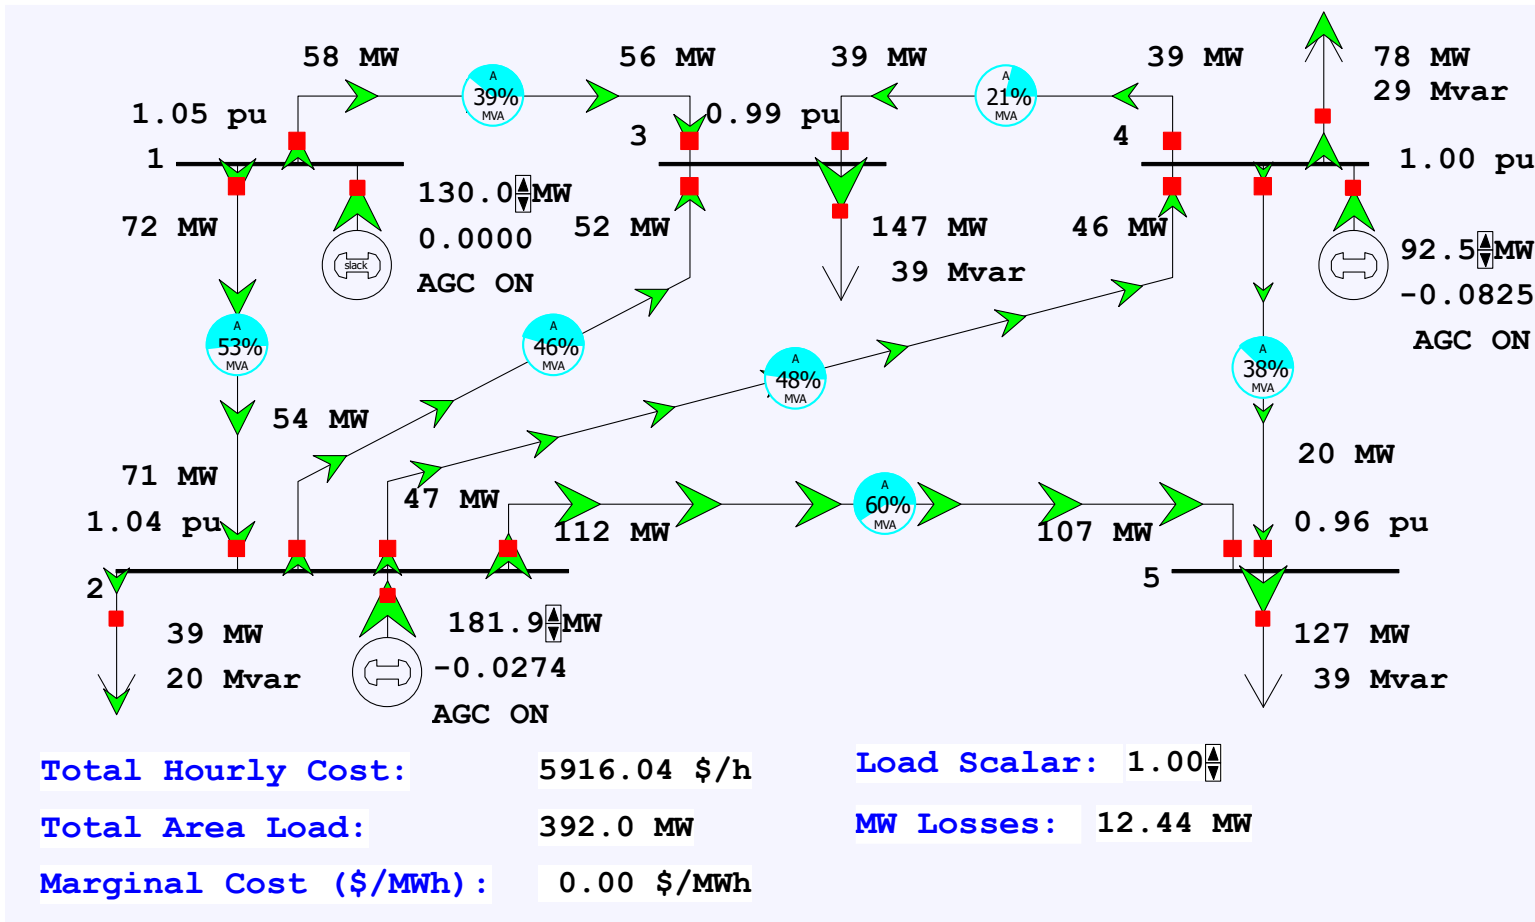 58 MW
56 MW
39 MW
39 MW
78 MW
29 Mvar
A
39%
MVA
A
21%
MVA
1.05 pu
0.99 pu
1
3
4
1.00 pu
130.0 MW
0.0000
AGC ON
slack
72 MW
52 MW
147 MW
39 Mvar
46 MW
92.5 MW
-0.0825
AGC ON
A
53%
MVA
A
46%
MVA
A
48%
MVA
A
38%
MVA
54 MW
71 MW
47 MW
20 MW
1.04 pu
112 MW
A
60%
MVA
107 MW
0.96 pu
2
5
39 MW
20 Mvar
181.9 MW
-0.0274
AGC ON
127 MW
39 Mvar
Total Hourly Cost: 5916.04 $/h
Load Scalar: 1.00
Total Area Load: 392.0 MW
MW Losses: 12.44 MW
Marginal Cost ($/MWh): 0.00 $/MWh